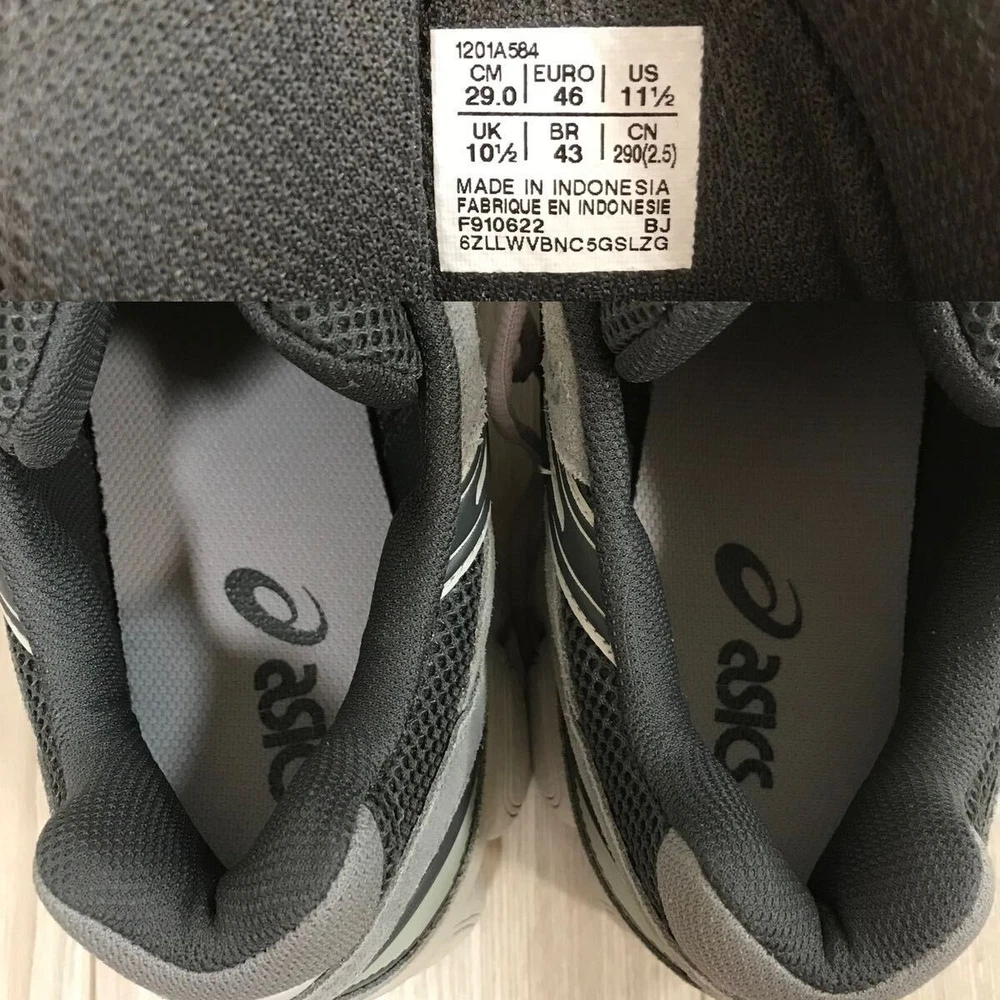 1201A584
CM | EURO | US
29.0 | 46 | 11½
UK | BR | CN
10½ | 43 | 290(2.5)
MADE IN INDONESIA
FABRIQUE EN INDONESIE
F910622 BJ
6ZLLWVBNC5GSLZG
asics
asics